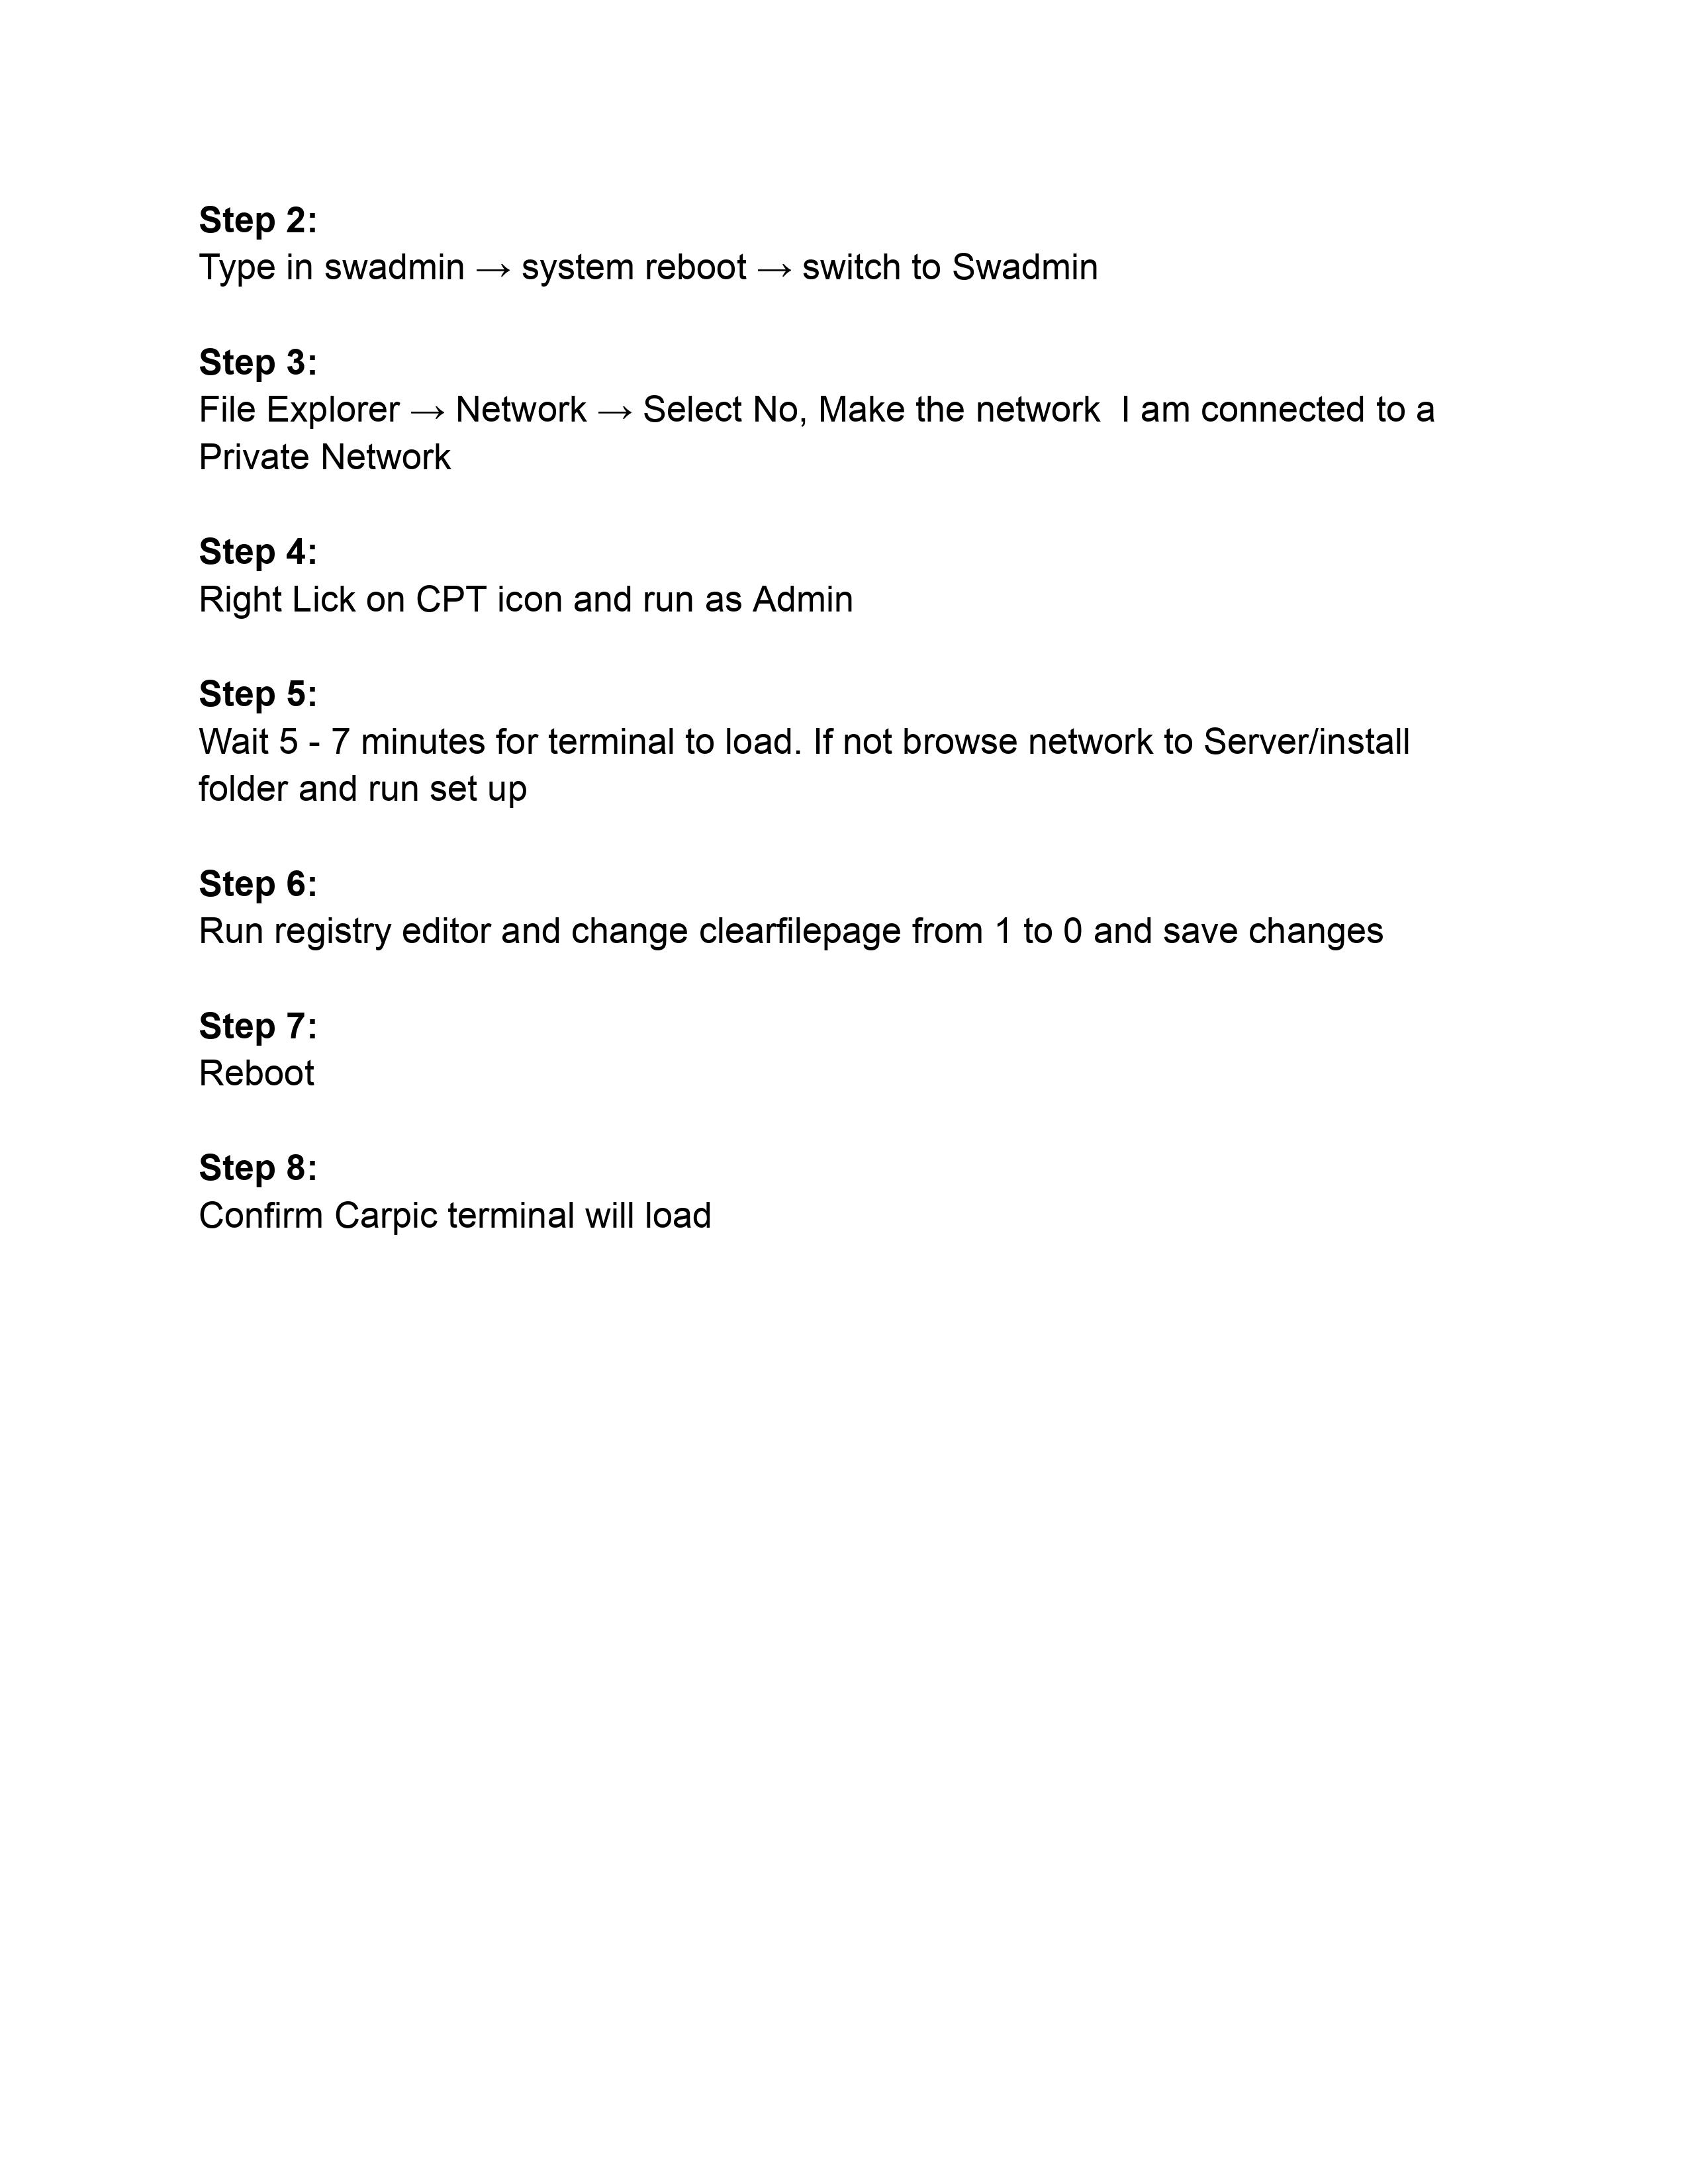 Step 2:
Type in swadmin → system reboot → switch to Swadmin
Step 3:
File Explorer → Network → Select No, Make the network  I am connected to a
Private Network
Step 4:
Right Lick on CPT icon and run as Admin
Step 5:
Wait 5 - 7 minutes for terminal to load. If not browse network to Server/install
folder and run set up
Step 6:
Run registry editor and change clearfilepage from 1 to 0 and save changes
Step 7:
Reboot
Step 8:
Confirm Carpic terminal will load